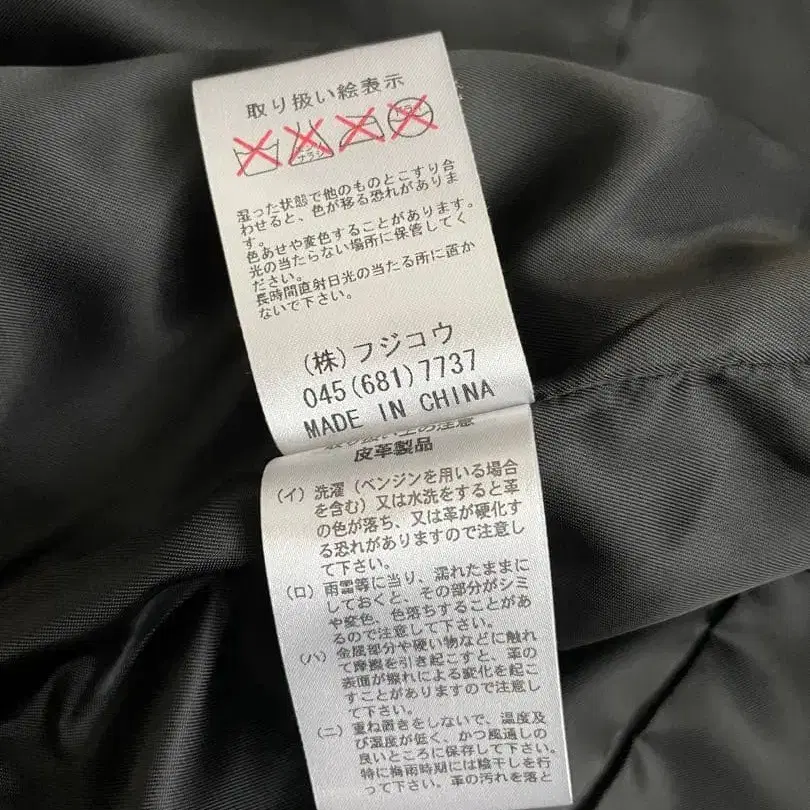 取り扱い絵表示
湿った状態で他のものとこすり合
わせると、色が移る恐れがありま
す。
色あせや変色することがあります。
光の当たらない場所に保管してく
ださい。
長時間直射日光の当たる所に置か
ないで下さい。
(株)フジコウ
045(681)7737
MADE IN CHINA
取り扱い上の注意
皮革製品
(イ) 洗濯(ベンジンを用いる場合
を含む)又は水洗をすると革
の色が落ち、又は革が硬化す
る恐れがありますので注意し
て下さい。
(ロ) 雨雪等に当り、濡れたままに
しておくと、その部分がシミ
や変色、色落ちすることがあ
るので注意して下さい。
(ハ) 金属部分や硬い物などに触れ
て摩擦を引き起こすと、革の
表面が擦れによる変化を起こ
すことがありますので注意し
て下さい。
(ニ) 重ね置きをしないで、温度及
び湿度が低く、かつ風通しの
良いところに保存して下さい。
特に梅雨時期には陰干しを行
って下さい。革の汚れを落と